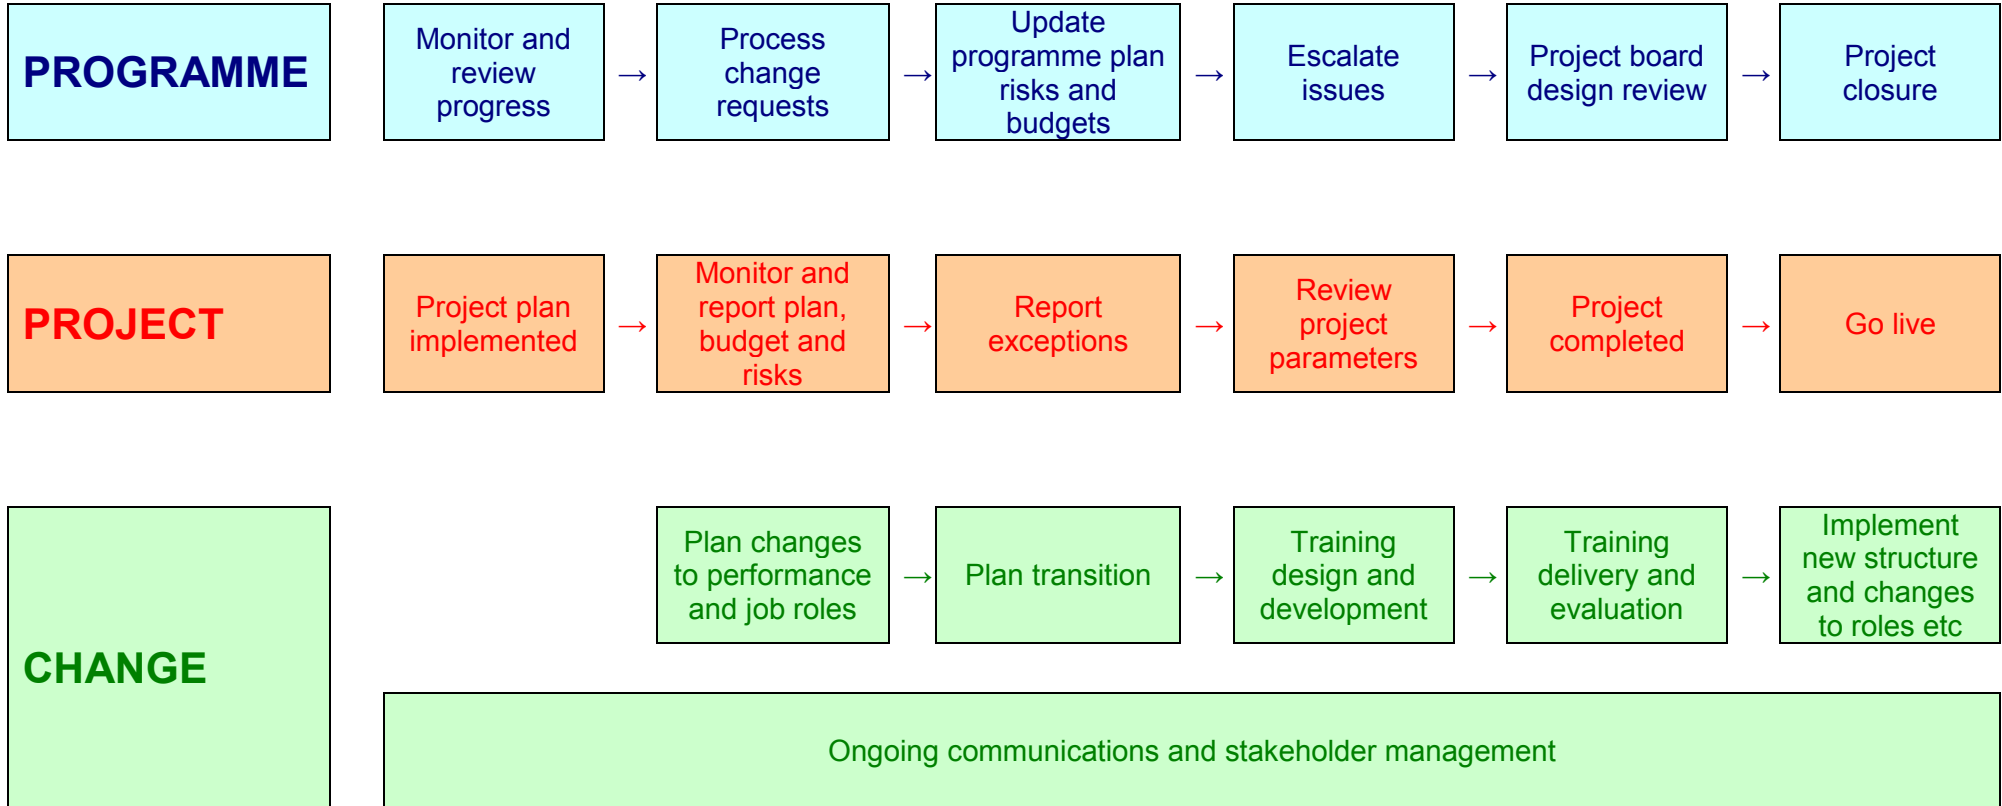 PROGRAMME
Monitor and
review
progress
→
Process
change
requests
→
Update
programme plan
risks and
budgets
→
Escalate
issues
→
Project board
design review
→
Project
closure
PROJECT
Project plan
implemented
→
Monitor and
report plan,
budget and
risks
→
Report
exceptions
→
Review
project
parameters
→
Project
completed
→
Go live
CHANGE
Plan changes
to performance
and job roles
→
Plan transition
→
Training
design and
development
→
Training
delivery and
evaluation
→
Implement
new structure
and changes
to roles etc
Ongoing communications and stakeholder management